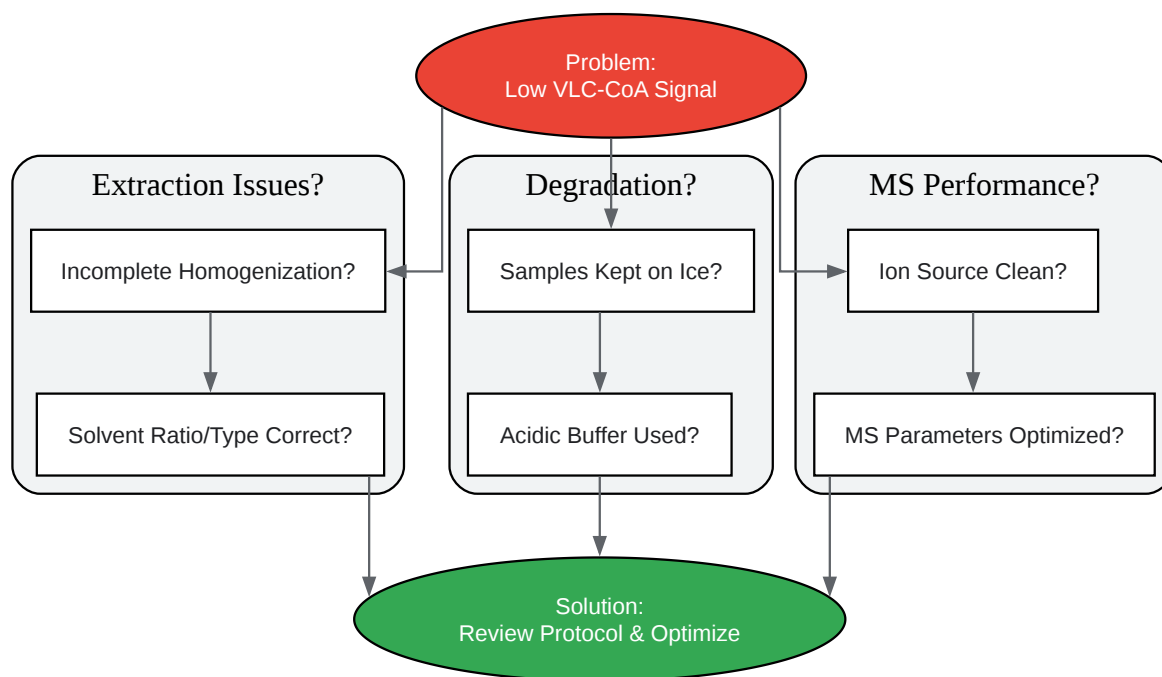 Problem:
Low VLC-CoA Signal
Extraction Issues?
Incomplete Homogenization?
Solvent Ratio/Type Correct?
Degradation?
Samples Kept on Ice?
Acidic Buffer Used?
MS Performance?
Ion Source Clean?
MS Parameters Optimized?
Solution:
Review Protocol & Optimize